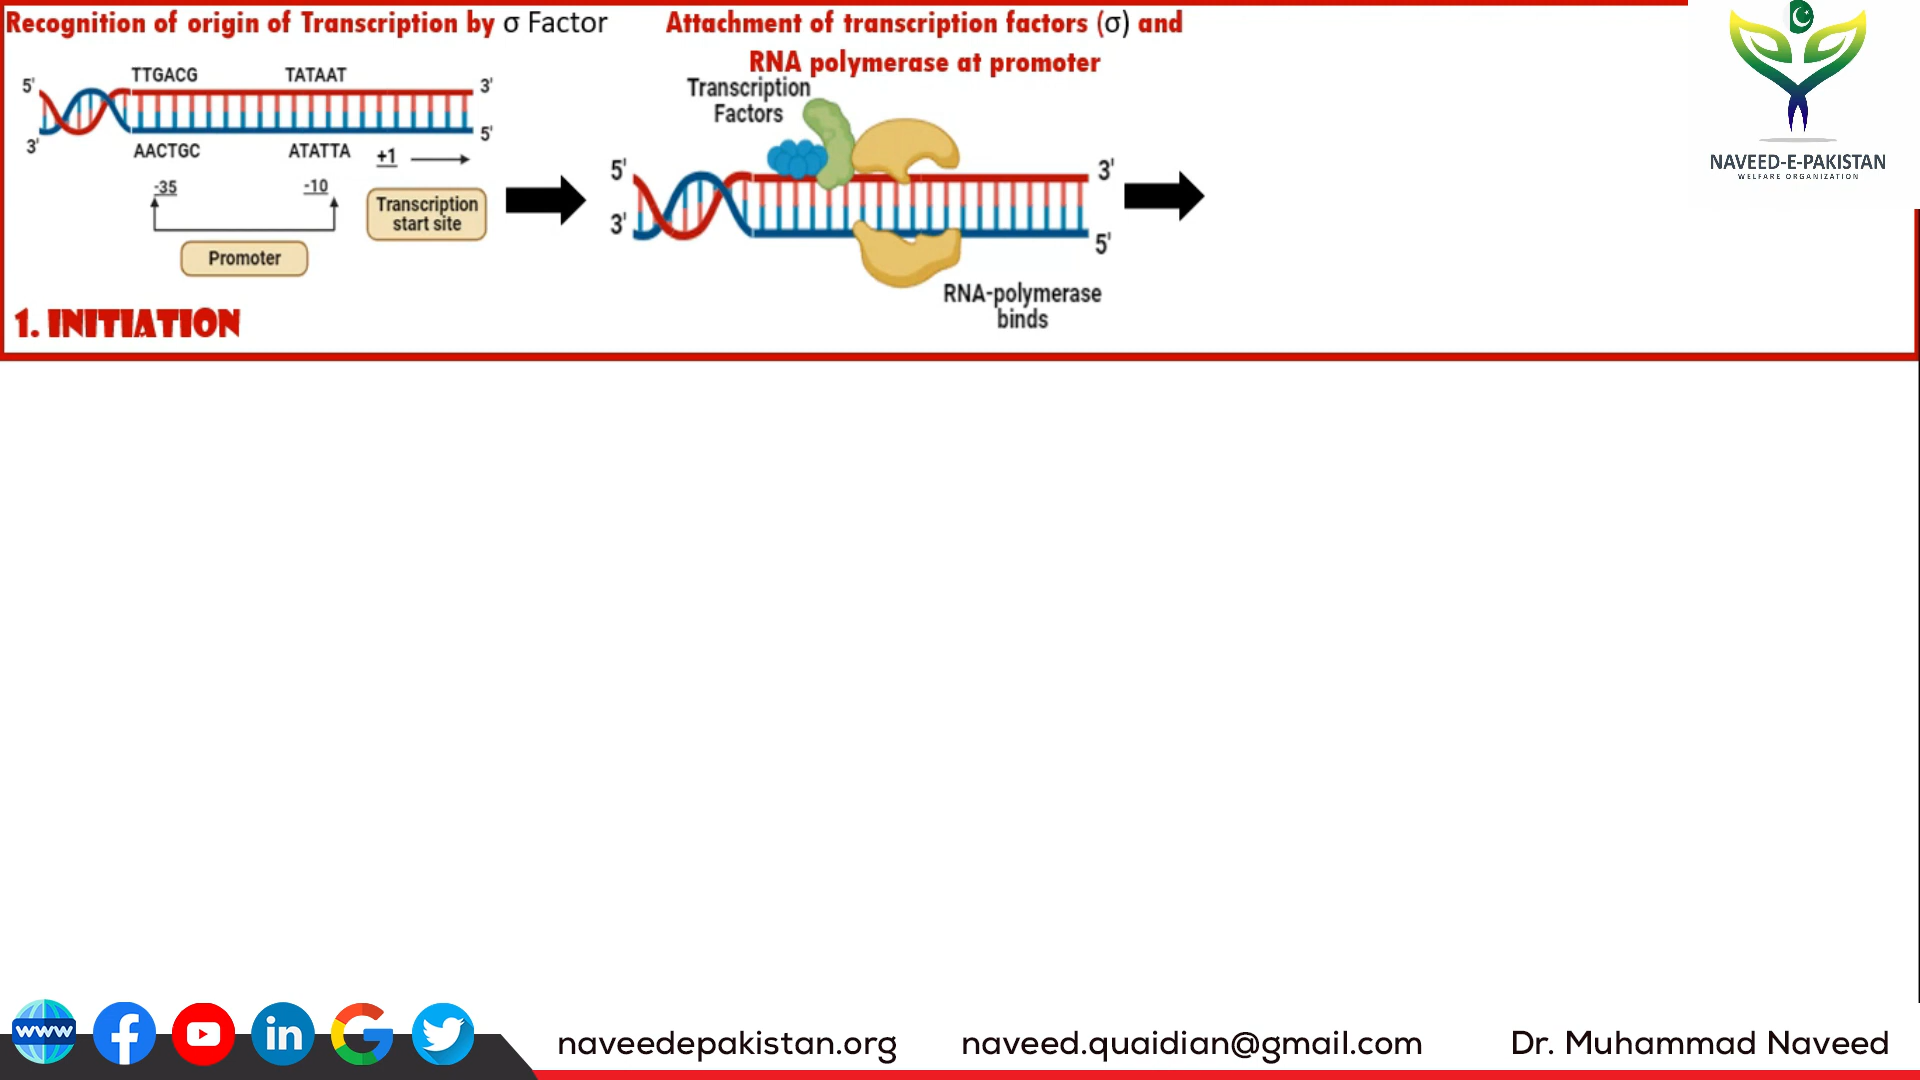 Recognition of origin of Transcription by σ Factor
5'
TTGACG
TATAAT
3'
3'
AACTGC
ATATTA
+1
5'
-35
-10
Transcription
start site
Promoter
1. INITIATION
Attachment of transcription factors (σ) and
RNA polymerase at promoter
Transcription
Factors
5'
3'
3'
5'
RNA-polymerase
binds
NAVEED-E-PAKISTAN
WELFARE ORGANIZATION
www
naveedepakistan.org
naveed.quaidian@gmail.com
Dr. Muhammad Naveed